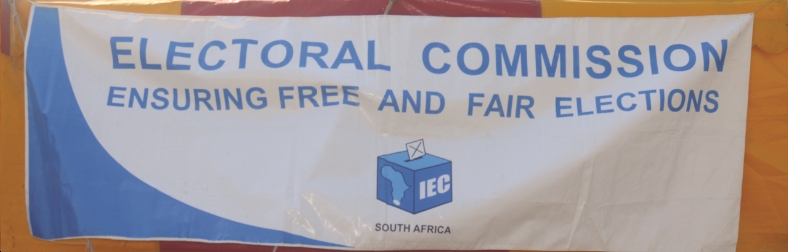 ELECTORAL COMMISSION
ENSURING FREE AND FAIR ELECTIONS
IEC
SOUTH AFRICA